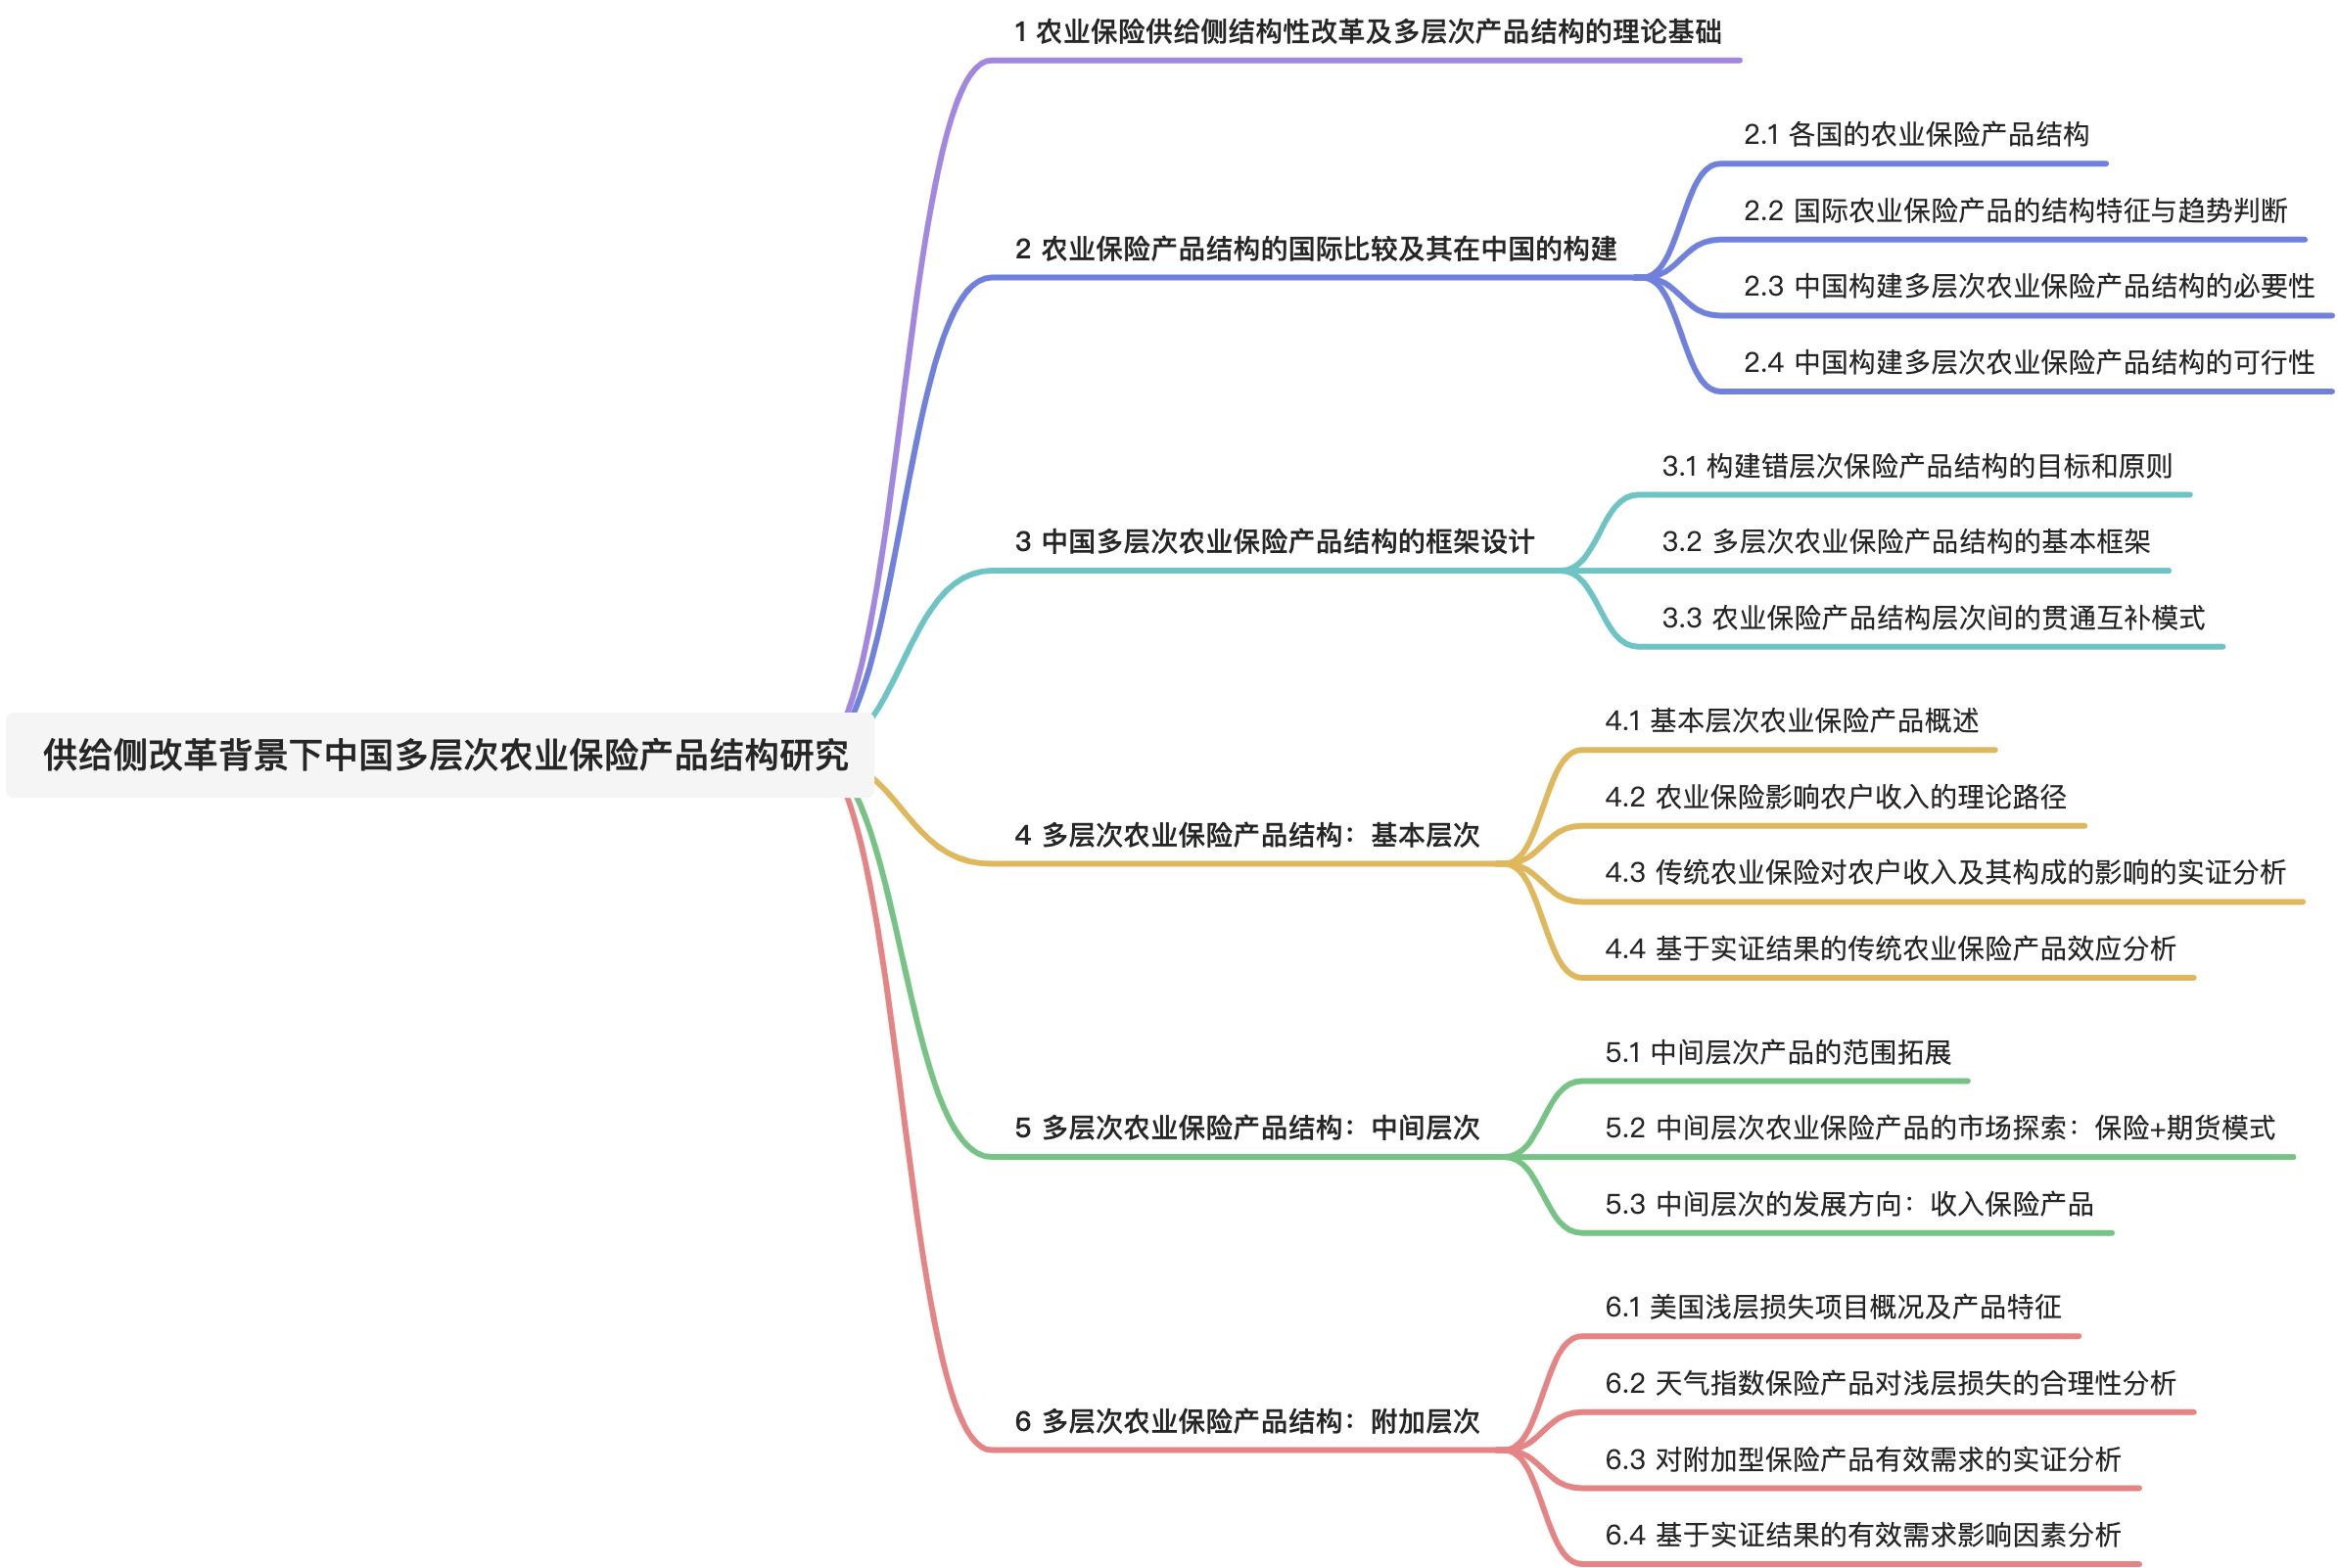 供给侧改革背景下中国多层次农业保险产品结构研究
1 农业保险供给侧结构性改革及多层次产品结构的理论基础
2 农业保险产品结构的国际比较及其在中国的构建
2.1 各国的农业保险产品结构
2.2 国际农业保险产品的结构特征与趋势判断
2.3 中国构建多层次农业保险产品结构的必要性
2.4 中国构建多层次农业保险产品结构的可行性
3 中国多层次农业保险产品结构的框架设计
3.1 构建错层次保险产品结构的目标和原则
3.2 多层次农业保险产品结构的基本框架
3.3 农业保险产品结构层次间的贯通互补模式
4 多层次农业保险产品结构：基本层次
4.1 基本层次农业保险产品概述
4.2 农业保险影响农户收入的理论路径
4.3 传统农业保险对农户收入及其构成的影响的实证分析
4.4 基于实证结果的传统农业保险产品效应分析
5 多层次农业保险产品结构：中间层次
5.1 中间层次产品的范围拓展
5.2 中间层次农业保险产品的市场探索：保险+期货模式
5.3 中间层次的发展方向：收入保险产品
6 多层次农业保险产品结构：附加层次
6.1 美国浅层损失项目概况及产品特征
6.2 天气指数保险产品对浅层损失的合理性分析
6.3 对附加型保险产品有效需求的实证分析
6.4 基于实证结果的有效需求影响因素分析